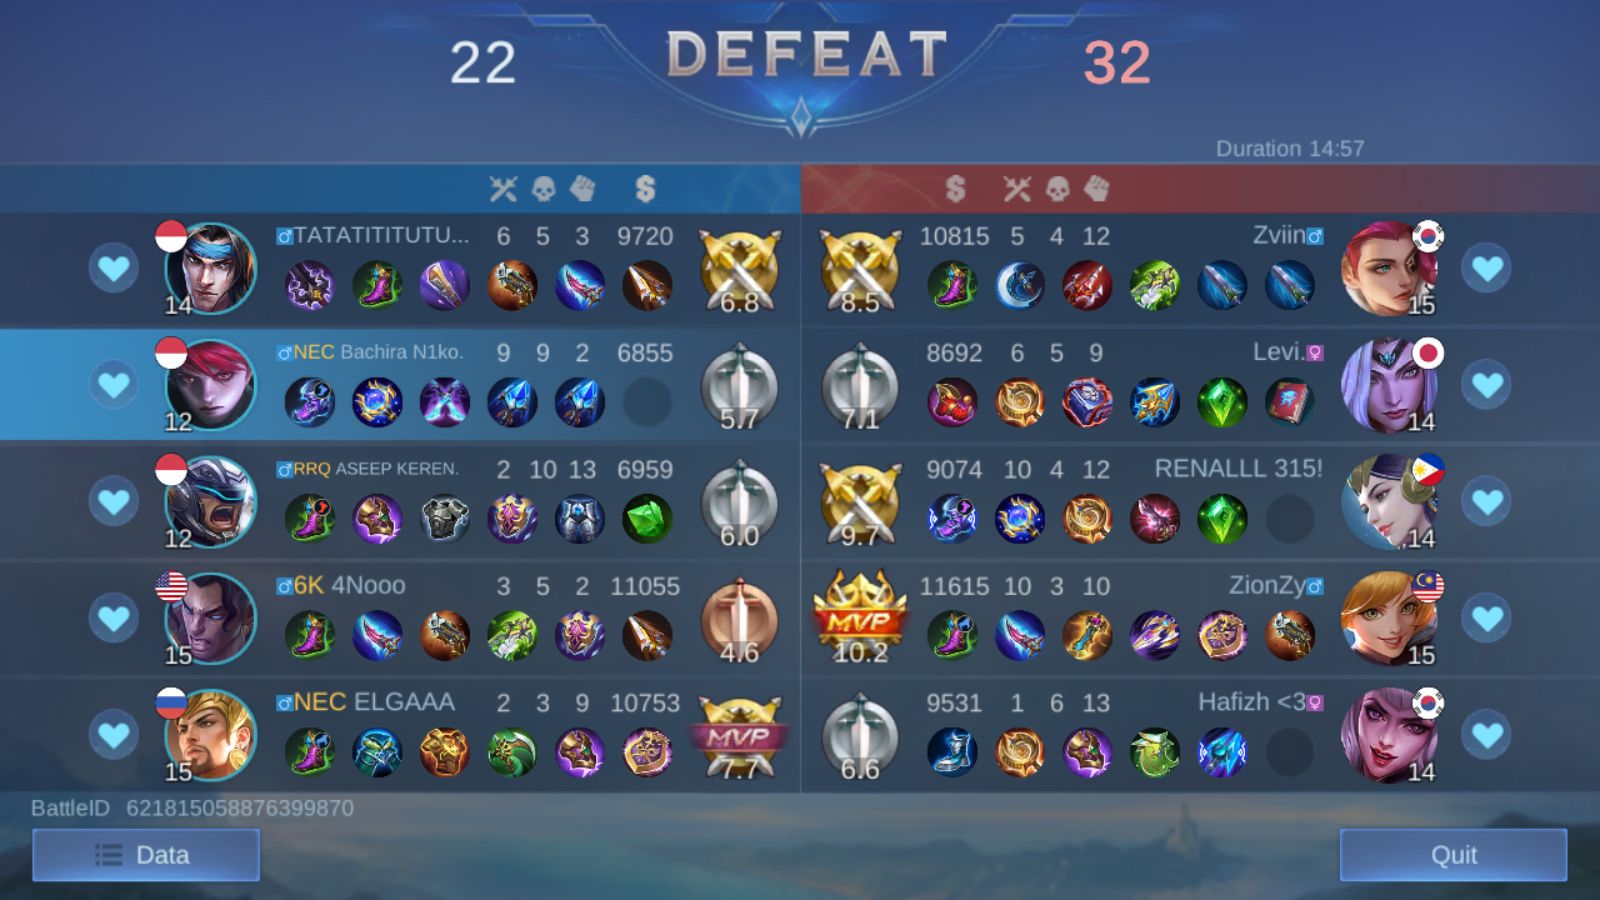 22 DEFEAT 32
Duration 14:57
TATATITITUTU... 6 5 3 9720 6.8
14
8.5 10815 5 4 12 Zviin
15
NEC Bachira N1ko. 9 9 2 6855 5.7
12
7.1 8692 6 5 9 Levi.
14
RRQ ASEEP KEREN. 2 10 13 6959 6.0
12
9.7 9074 10 4 12 RENALLL 315!
14
6K 4Nooo 3 5 2 11055 4.6
15
MVP 10.2 11615 10 3 10 ZionZy
15
NEC ELGAAA 2 3 9 10753 MVP 7.7
15
6.6 9531 1 6 13 Hafizh <3
14
BattleID 621815058876399870
Data
Quit